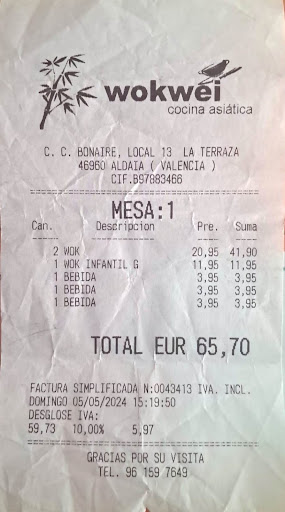 wokwei
cocina asiática
C. C. BONAIRE, LOCAL 13 LA TERRAZA
46960 ALDAIA ( VALENCIA )
CIF.B97883466
MESA:1
Can. Descripcion Pre. Suma
2 WOK 20,95 41,90
1 WOK INFANTIL G 11,95 11,95
1 BEBIDA 3,95 3,95
1 BEBIDA 3,95 3,95
1 BEBIDA 3,95 3,95
TOTAL EUR 65,70
FACTURA SIMPLIFICADA N:0043413 IVA. INCL.
DOMINGO 05/05/2024 15:19:50
DESGLOSE IVA:
59,73 10,00% 5,97
GRACIAS POR SU VISITA
TEL. 96 159 7649